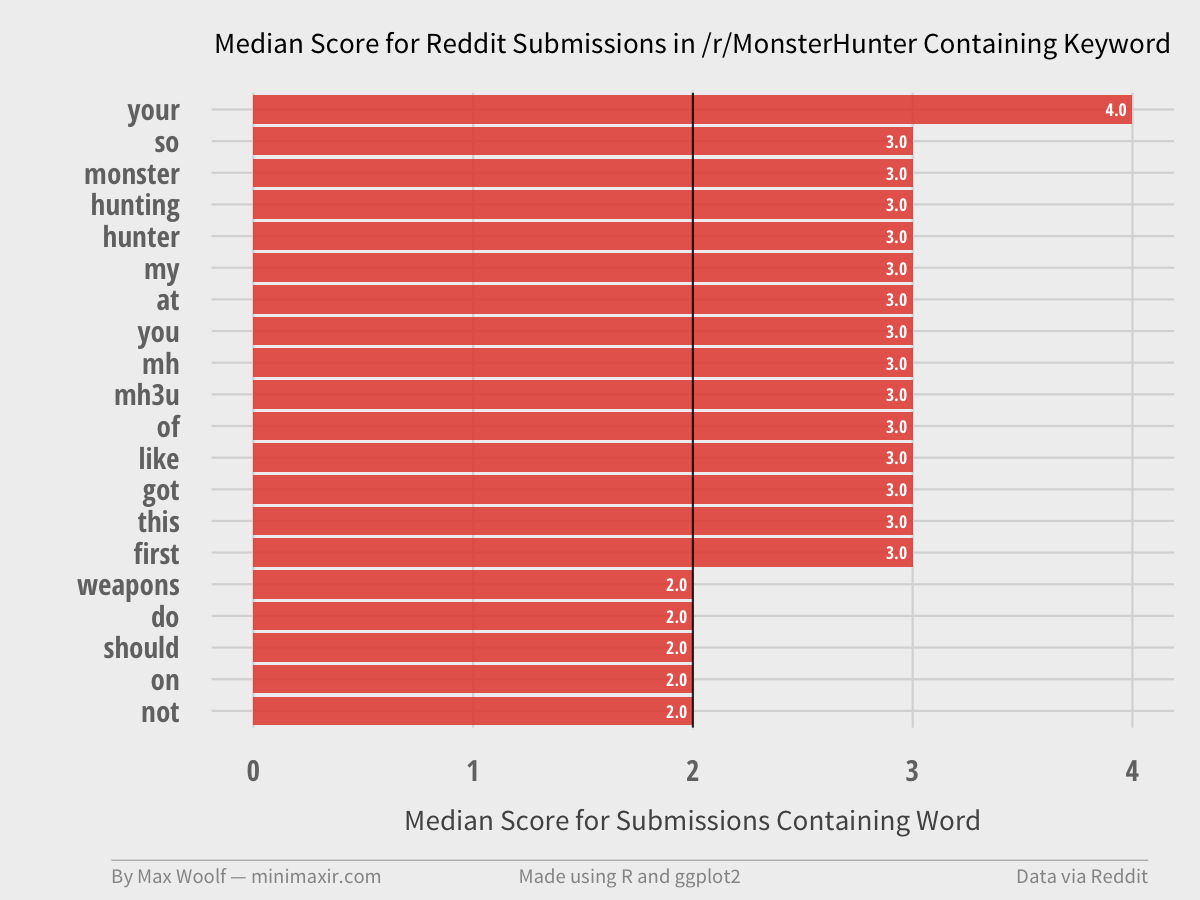 Median Score for Reddit Submissions in /r/MonsterHunter Containing Keyword
your 4.0
so 3.0
monster 3.0
hunting 3.0
hunter 3.0
my 3.0
at 3.0
you 3.0
mh 3.0
mh3u 3.0
of 3.0
like 3.0
got 3.0
this 3.0
first 3.0
weapons 2.0
do 2.0
should 2.0
on 2.0
not 2.0
0 1 2 3 4
Median Score for Submissions Containing Word
By Max Woolf — minimaxir.com Made using R and ggplot2 Data via Reddit